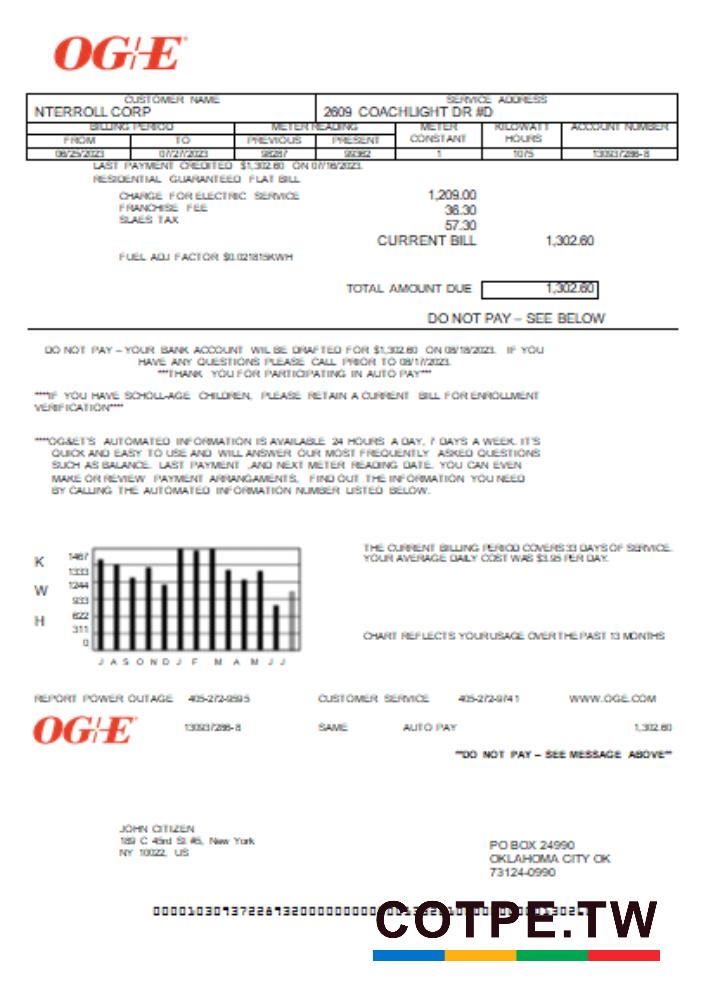 OG+E
CUSTOMER NAME SERVICE ADDRESS
NTERROLL CORP 2609 COACHLIGHT DR #D
BILLING PERIOD METER READING METER CONSTANT KILOWATT HOURS ACCOUNT NUMBER
FROM TO PREVIOUS PRESENT
06/25/2023 07/27/2023 98287 99362 1 1075 130937286-8
LAST PAYMENT CREDITED $1,302.60 ON 07/16/2023.
RESIDENTIAL GUARANTEED FLAT BILL
CHARGE FOR ELECTRIC SERVICE 1,209.00
FRANCHISE FEE 36.30
SLAES TAX 57.30
CURRENT BILL 1,302.60
FUEL ADJ FACTOR $0.021815KWH
TOTAL AMOUNT DUE 1,302.60
DO NOT PAY – SEE BELOW
DO NOT PAY – YOUR BANK ACCOUNT WIL BE DRAFTED FOR $1,302.60 ON 08/18/2023. IF YOU
HAVE ANY QUESTIONS PLEASE CALL PRIOR TO 08/17/2023.
***THANK YOU FOR PARTICIPATING IN AUTO PAY***
****IF YOU HAVE SCHOLL-AGE CHILDREN, PLEASE RETAIN A CURRENT BILL FOR ENROLLMENT
VERIFICATION****
****OG&ET'S AUTOMATED INFORMATION IS AVAILABLE 24 HOURS A DAY, 7 DAYS A WEEK. IT'S
QUICK AND EASY TO USE AND WILL ANSWER OUR MOST FREQUENTLY ASKED QUESTIONS
SUCH AS BALANCE. LAST PAYMENT ,AND NEXT METER READING DATE. YOU CAN EVEN
MAKE OR REVIEW PAYMENT ARRANGAMENTS, FIND OUT THE INFORMATION YOU NEED
BY CALLING THE AUTOMATED INFORMATION NUMBER LISTED BELOW.
K
W
H
1467
1333
1244
933
622
311
0
J A S O N D J F M A M J J
THE CURRENT BILLING PERIOD COVERS 33 DAYS OF SERVICE.
YOUR AVERAGE DAILY COST WAS $3.95 PER DAY.
CHART REFLECTS YOUR USAGE OVER THE PAST 13 MONTHS
REPORT POWER OUTAGE 405-272-9595 CUSTOMER SERVICE 405-272-9741 WWW.OGE.COM
OG+E 130937286-8 SAME AUTO PAY 1,302.60
**DO NOT PAY – SEE MESSAGE ABOVE**
JOHN CITIZEN
189 C 43rd St #5, New York
NY 10022, US
PO BOX 24990
OKLAHOMA CITY OK
73124-0990
COTPE.TW